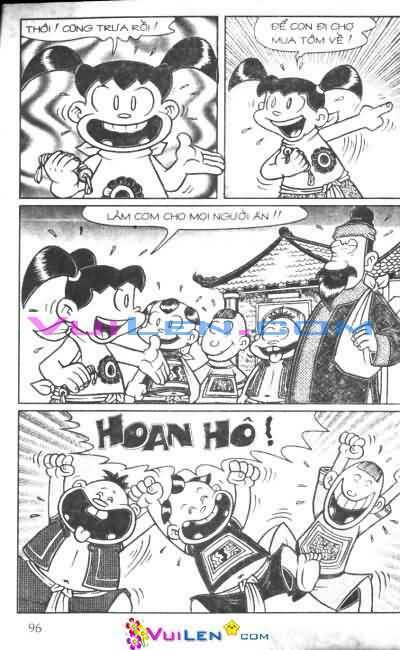 THÔI! CŨNG TRƯA RỒI!
ĐỂ CON ĐI CHỢ
MUA TÔM VỀ!
LÀM CƠM CHO MỌI NGƯỜI ĂN!!
VUILEN.COM
HOAN HÔ!
96
VUILEN.COM